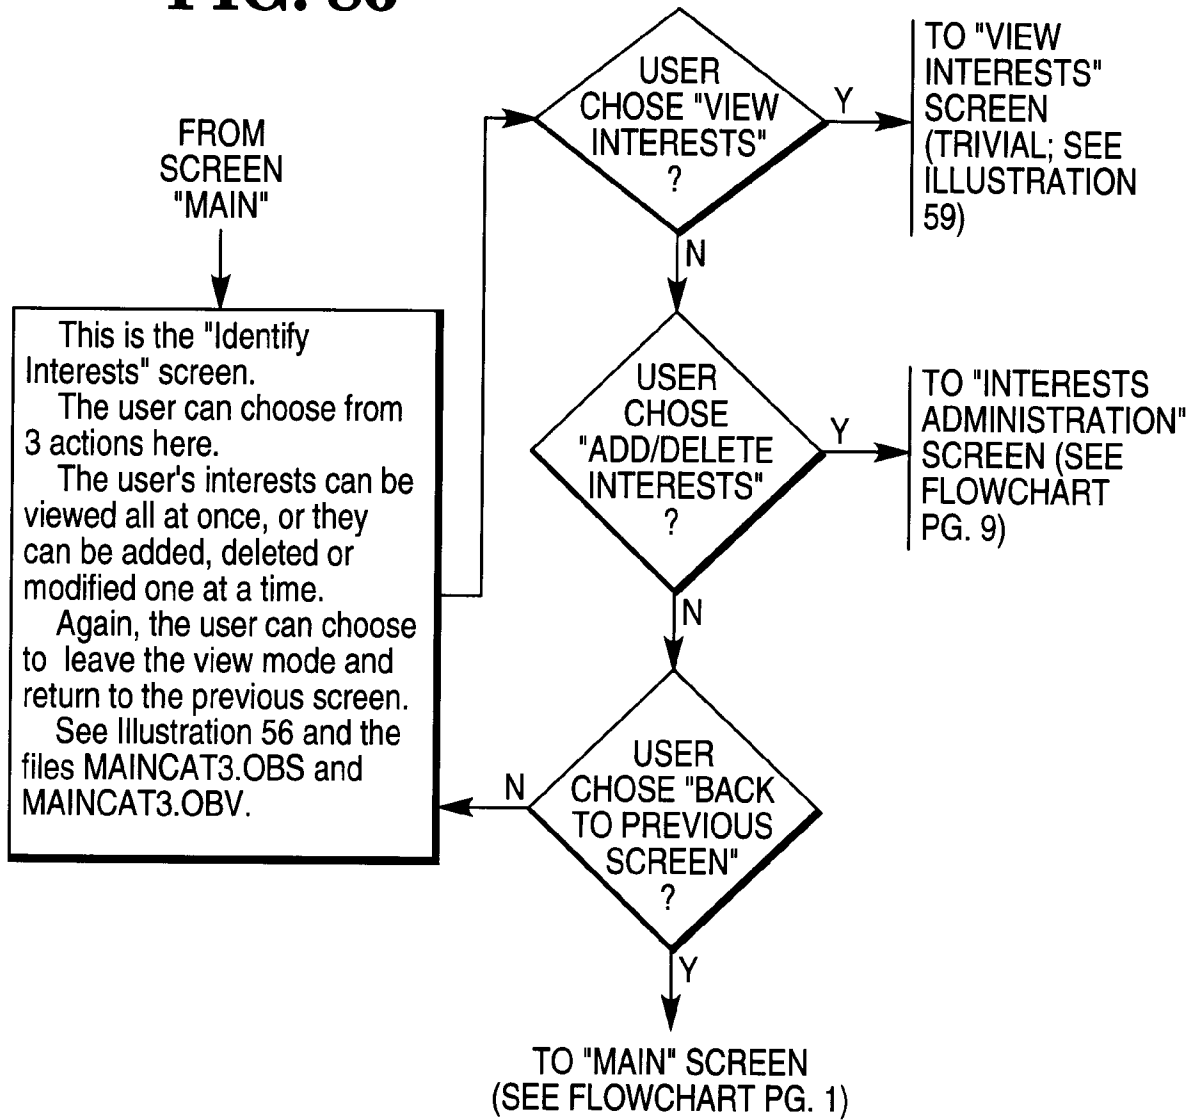 FIG.
FROM
SCREEN
"MAIN"
This is the "Identify
Interests" screen.
The user can choose from
3 actions here.
The user's interests can be
viewed all at once, or they
can be added, deleted or
modified one at a time.
Again, the user can choose
to leave the view mode and
return to the previous screen.
See Illustration 56 and the
files MAINCAT3.OBS and
MAINCAT3.OBV.
USER
CHOSE "VIEW
INTERESTS"
?
Y
TO "VIEW
INTERESTS"
SCREEN
(TRIVIAL; SEE
ILLUSTRATION
59)
N
USER
CHOSE
"ADD/DELETE
INTERESTS"
?
Y
TO "INTERESTS
ADMINISTRATION"
SCREEN (SEE
FLOWCHART
PG. 9)
N
USER
CHOSE "BACK
TO PREVIOUS
SCREEN"
?
N
Y
TO "MAIN" SCREEN
(SEE FLOWCHART PG. 1)